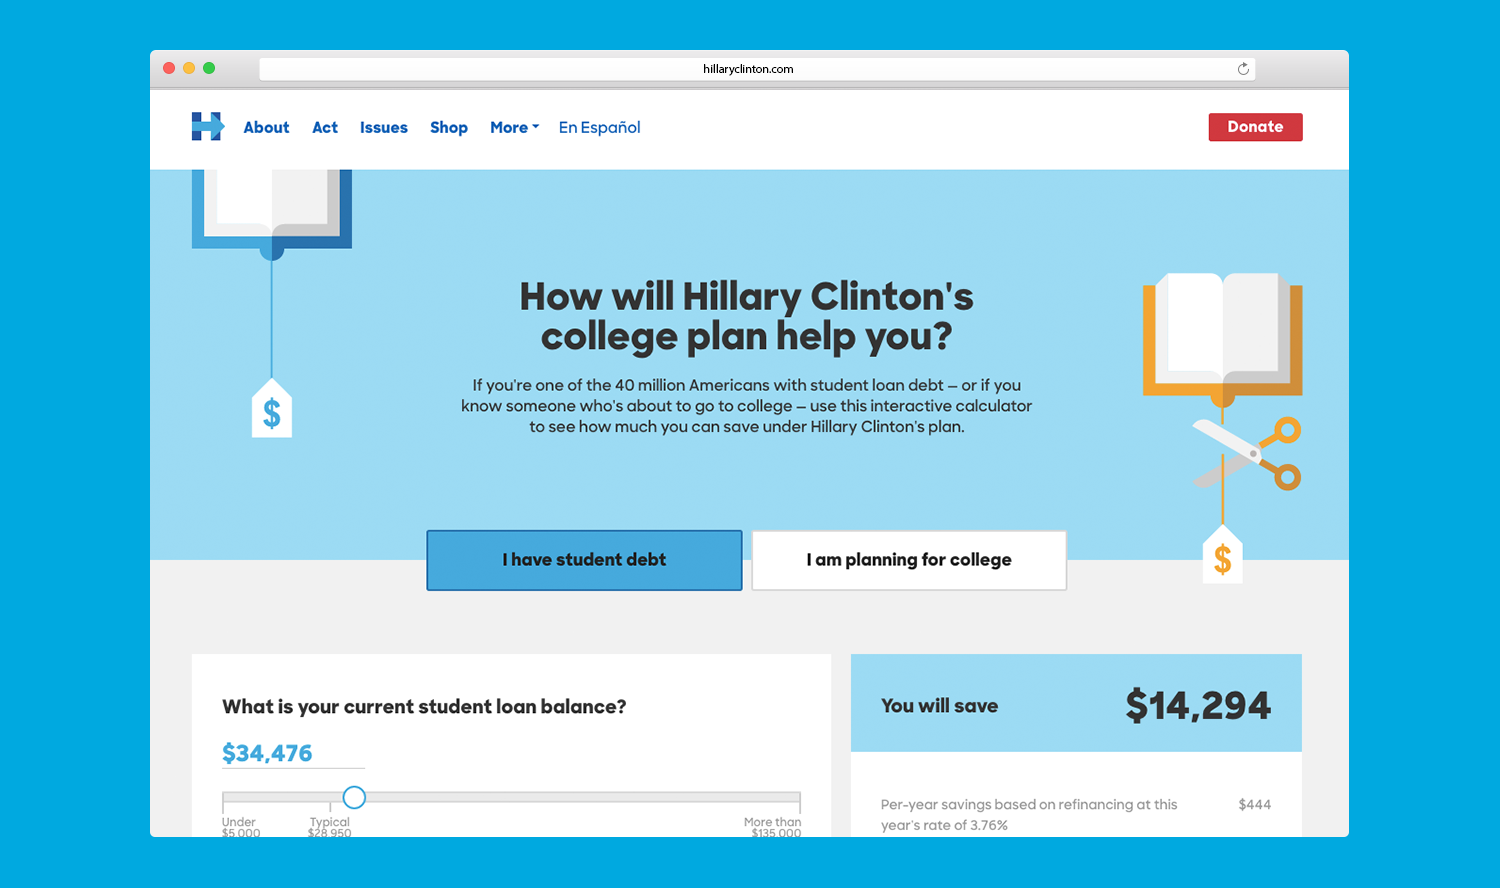 hillaryclinton.com
About Act Issues Shop More En Español
Donate
How will Hillary Clinton's
college plan help you?
If you're one of the 40 million Americans with student loan debt – or if you
know someone who's about to go to college – use this interactive calculator
to see how much you can save under Hillary Clinton's plan.
$
$
I have student debt
I am planning for college
What is your current student loan balance?
$34,476
Under
$5,000
Typical
$28,950
More than
$135,000
You will save
$14,294
Per-year savings based on refinancing at this
year's rate of 3.76%
$444